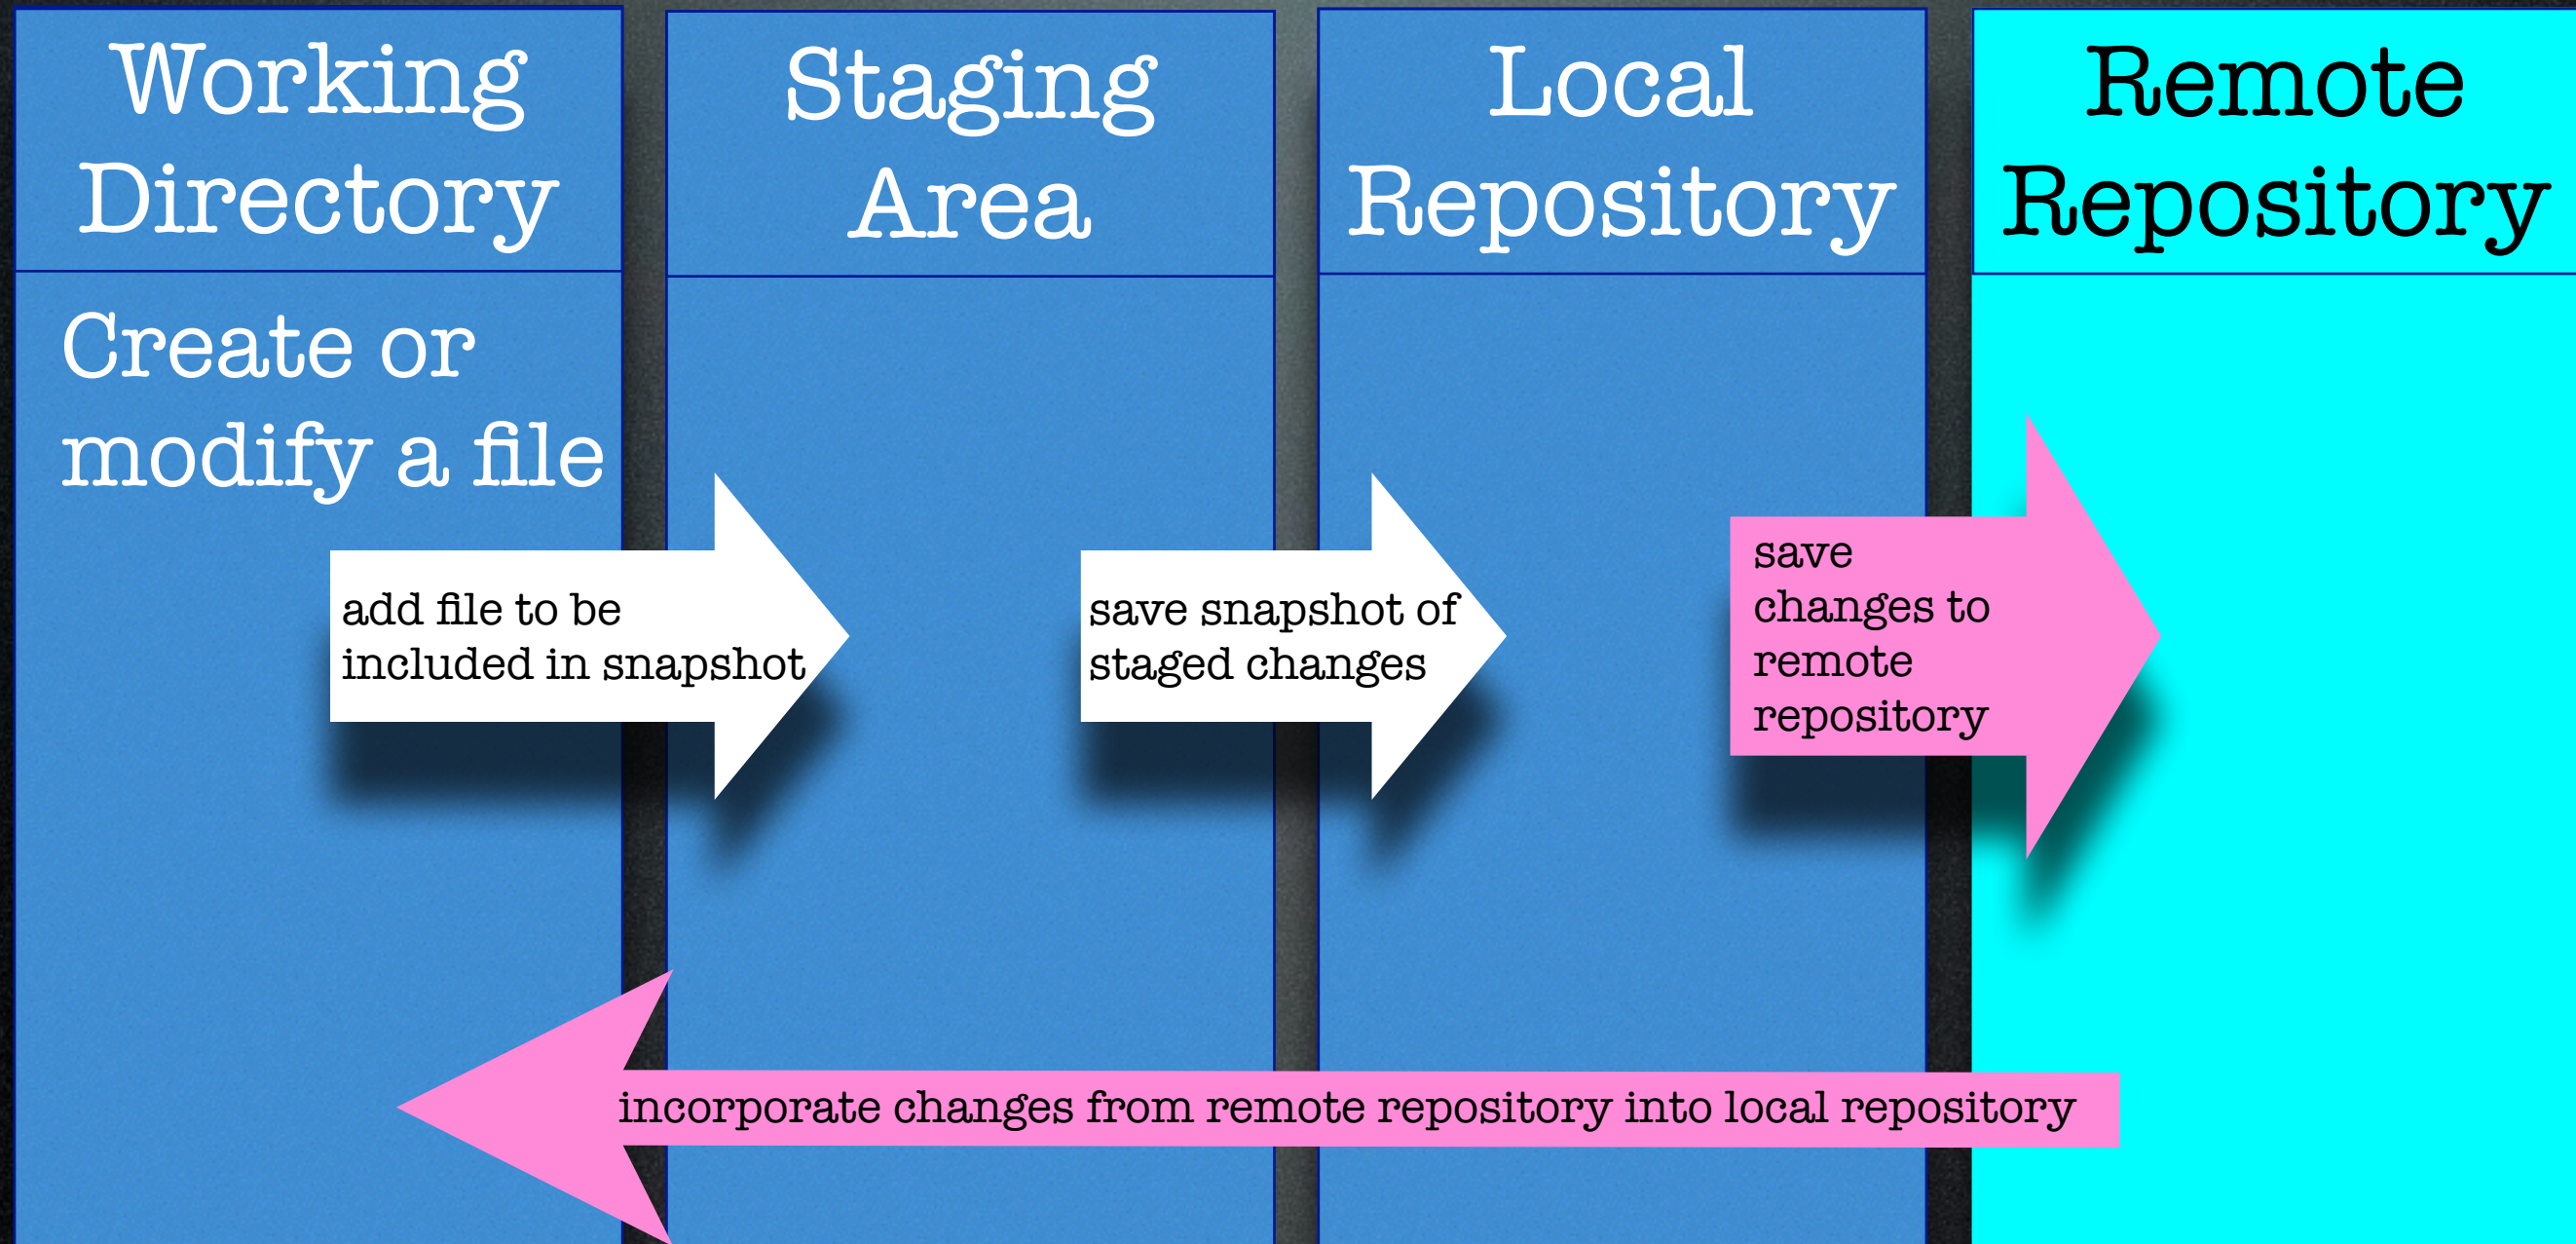 Working
Directory
Staging
Area
Local
Repository
Remote
Repository
Create or
modify a file
add file to be
included in snapshot
save snapshot of
staged changes
save
changes to
remote
repository
incorporate changes from remote repository into local repository